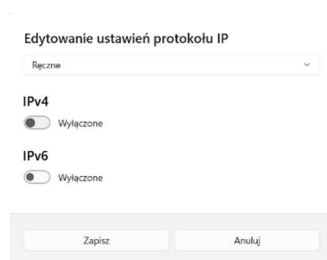 Edytowanie ustawień protokołu IP
Ręczne
IPv4
Wyłączone
IPv6
Wyłączone
Zapisz Anuluj